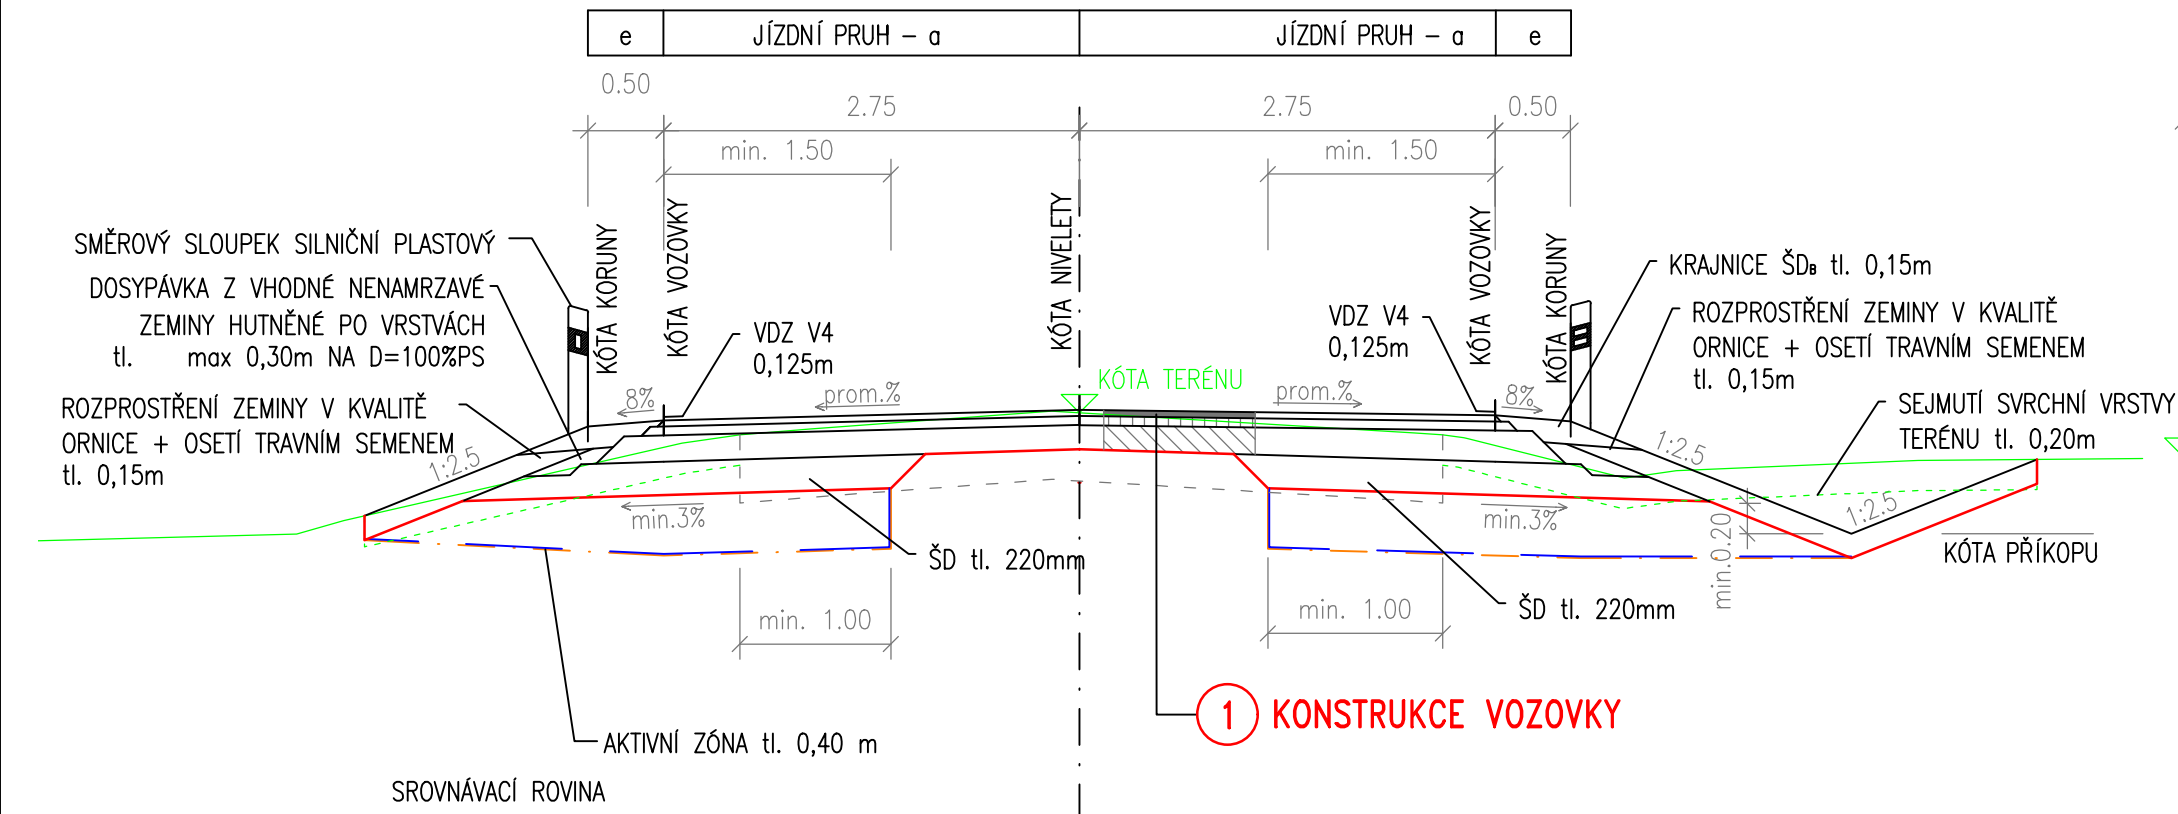 e JÍZDNÍ PRUH – a JÍZDNÍ PRUH – a e
0.50
2.75 2.75 0.50
min. 1.50 min. 1.50
SMĚROVÝ SLOUPEK SILNIČNÍ PLASTOVÝ
DOSYPÁVKA Z VHODNÉ NENAMRZAVÉ
ZEMINY HUTNĚNÉ PO VRSTVÁCH
tl. max 0,30m NA D=100%PS
ROZPROSTŘENÍ ZEMINY V KVALITĚ
ORNICE + OSETÍ TRAVNÍM SEMENEM
tl. 0,15m
KÓTA KORUNY
KÓTA VOZOVKY
KÓTA NIVELETY
KÓTA VOZOVKY
KÓTA KORUNY
VDZ V4
0,125m
VDZ V4
0,125m
KRAJNICE ŠDB tl. 0,15m
ROZPROSTŘENÍ ZEMINY V KVALITĚ
ORNICE + OSETÍ TRAVNÍM SEMENEM
tl. 0,15m
SEJMUTÍ SVRCHNÍ VRSTVY
TERÉNU tl. 0,20m
KÓTA TERÉNU
8% prom.% prom.% 8%
1:2.5 1:2.5 1:2.5
min.3% min.3%
min.0.20
KÓTA PŘÍKOPU
ŠD tl. 220mm
ŠD tl. 220mm
min. 1.00 min. 1.00
1 KONSTRUKCE VOZOVKY
AKTIVNÍ ZÓNA tl. 0,40 m
SROVNÁVACÍ ROVINA